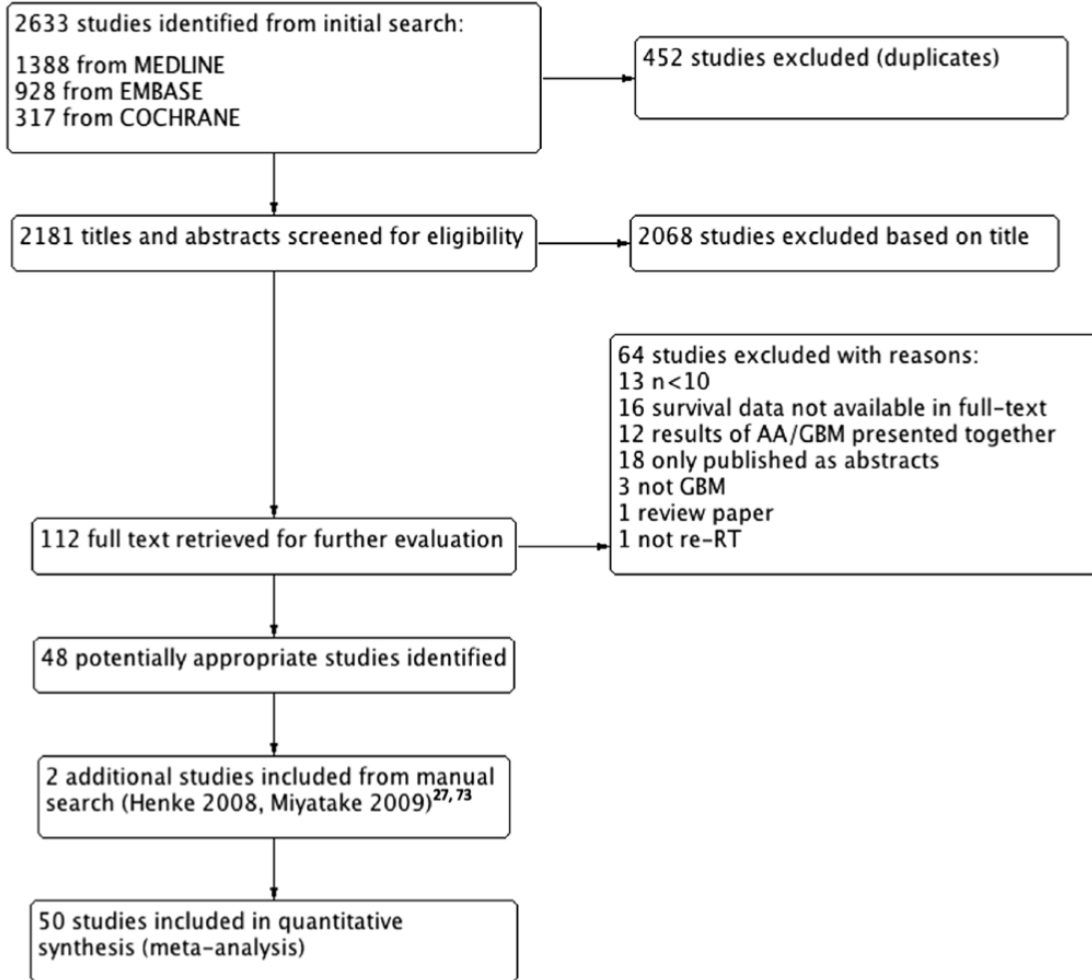 2633 studies identified from initial search:
1388 from MEDLINE
928 from EMBASE
317 from COCHRANE
452 studies excluded (duplicates)
2181 titles and abstracts screened for eligibility
2068 studies excluded based on title
64 studies excluded with reasons:
13 n<10
16 survival data not available in full-text
12 results of AA/GBM presented together
18 only published as abstracts
3 not GBM
1 review paper
1 not re-RT
112 full text retrieved for further evaluation
48 potentially appropriate studies identified
2 additional studies included from manual
search (Henke 2008, Miyatake 2009)27, 73
50 studies included in quantitative
synthesis (meta-analysis)